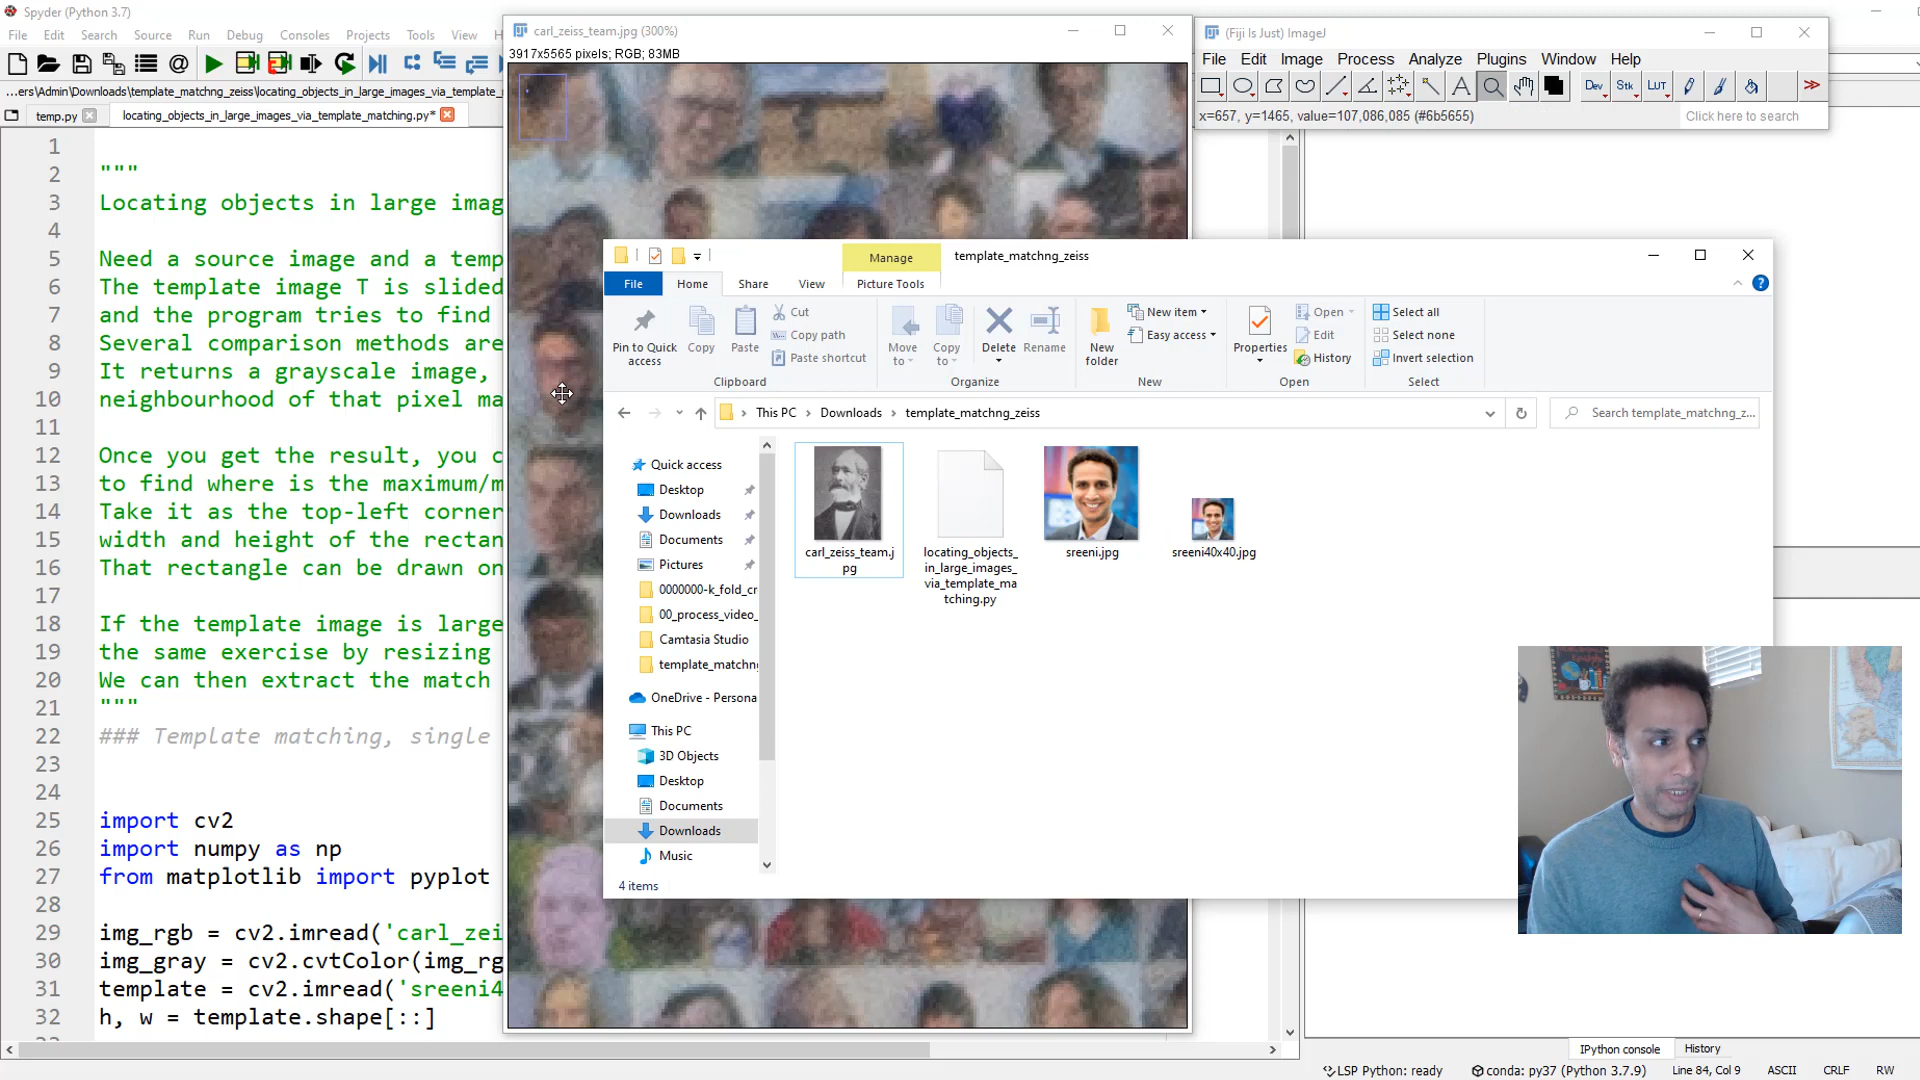 Spyder (Python 3.7)
File Edit Search Source Run Debug Consoles Projects Tools View
...ers\Admin\Downloads\template_matchng_zeiss\locating_objects_in_large_images_via_template_m
temp.py locating_objects_in_large_images_via_template_matching.py*
1
2 """
3 Locating objects in large imag
4
5 Need a source image and a temp
6 The template image T is slided
7 and the program tries to find
8 Several comparison methods are
9 It returns a grayscale image,
10 neighbourhood of that pixel ma
11
12 Once you get the result, you c
13 to find where is the maximum/m
14 Take it as the top-left corner
15 width and height of the rectan
16 That rectangle can be drawn on
17
18 If the template image is large
19 the same exercise by resizing
20 We can then extract the match
21 """
22 ### Template matching, single
23
24
25 import cv2
26 import numpy as np
27 from matplotlib import pyplot
28
29 img_rgb = cv2.imread('carl_zei
30 img_gray = cv2.cvtColor(img_rg
31 template = cv2.imread('sreeni4
32 h, w = template.shape[::]
carl_zeiss_team.jpg (300%)
3917x5565 pixels; RGB; 83MB
(Fiji Is Just) ImageJ
File Edit Image Process Analyze Plugins Window Help
Dev Stk LUT
x=657, y=1465, value=107,086,085 (#6b5655)
Click here to search
Manage template_matchng_zeiss
File Home Share View Picture Tools
Pin to Quick access
Copy
Paste
Cut
Copy path
Paste shortcut
Move to
Copy to
Delete
Rename
New folder
New item
Easy access
Properties
Open
Edit
History
Select all
Select none
Invert selection
Clipboard Organize New Open Select
This PC Downloads template_matchng_zeiss
Search template_matchng_z...
Quick access
Desktop
Downloads
Documents
Pictures
0000000-k_fold_cr
00_process_video_
Camtasia Studio
template_matchn
OneDrive - Persona
This PC
3D Objects
Desktop
Documents
Downloads
Music
carl_zeiss_team.j
pg
locating_objects_
in_large_images_
via_template_ma
tching.py
sreeni.jpg
sreeni40x40.jpg
4 items
IPython console History
LSP Python: ready conda: py37 (Python 3.7.9) Line 84, Col 9 ASCII CRLF RW